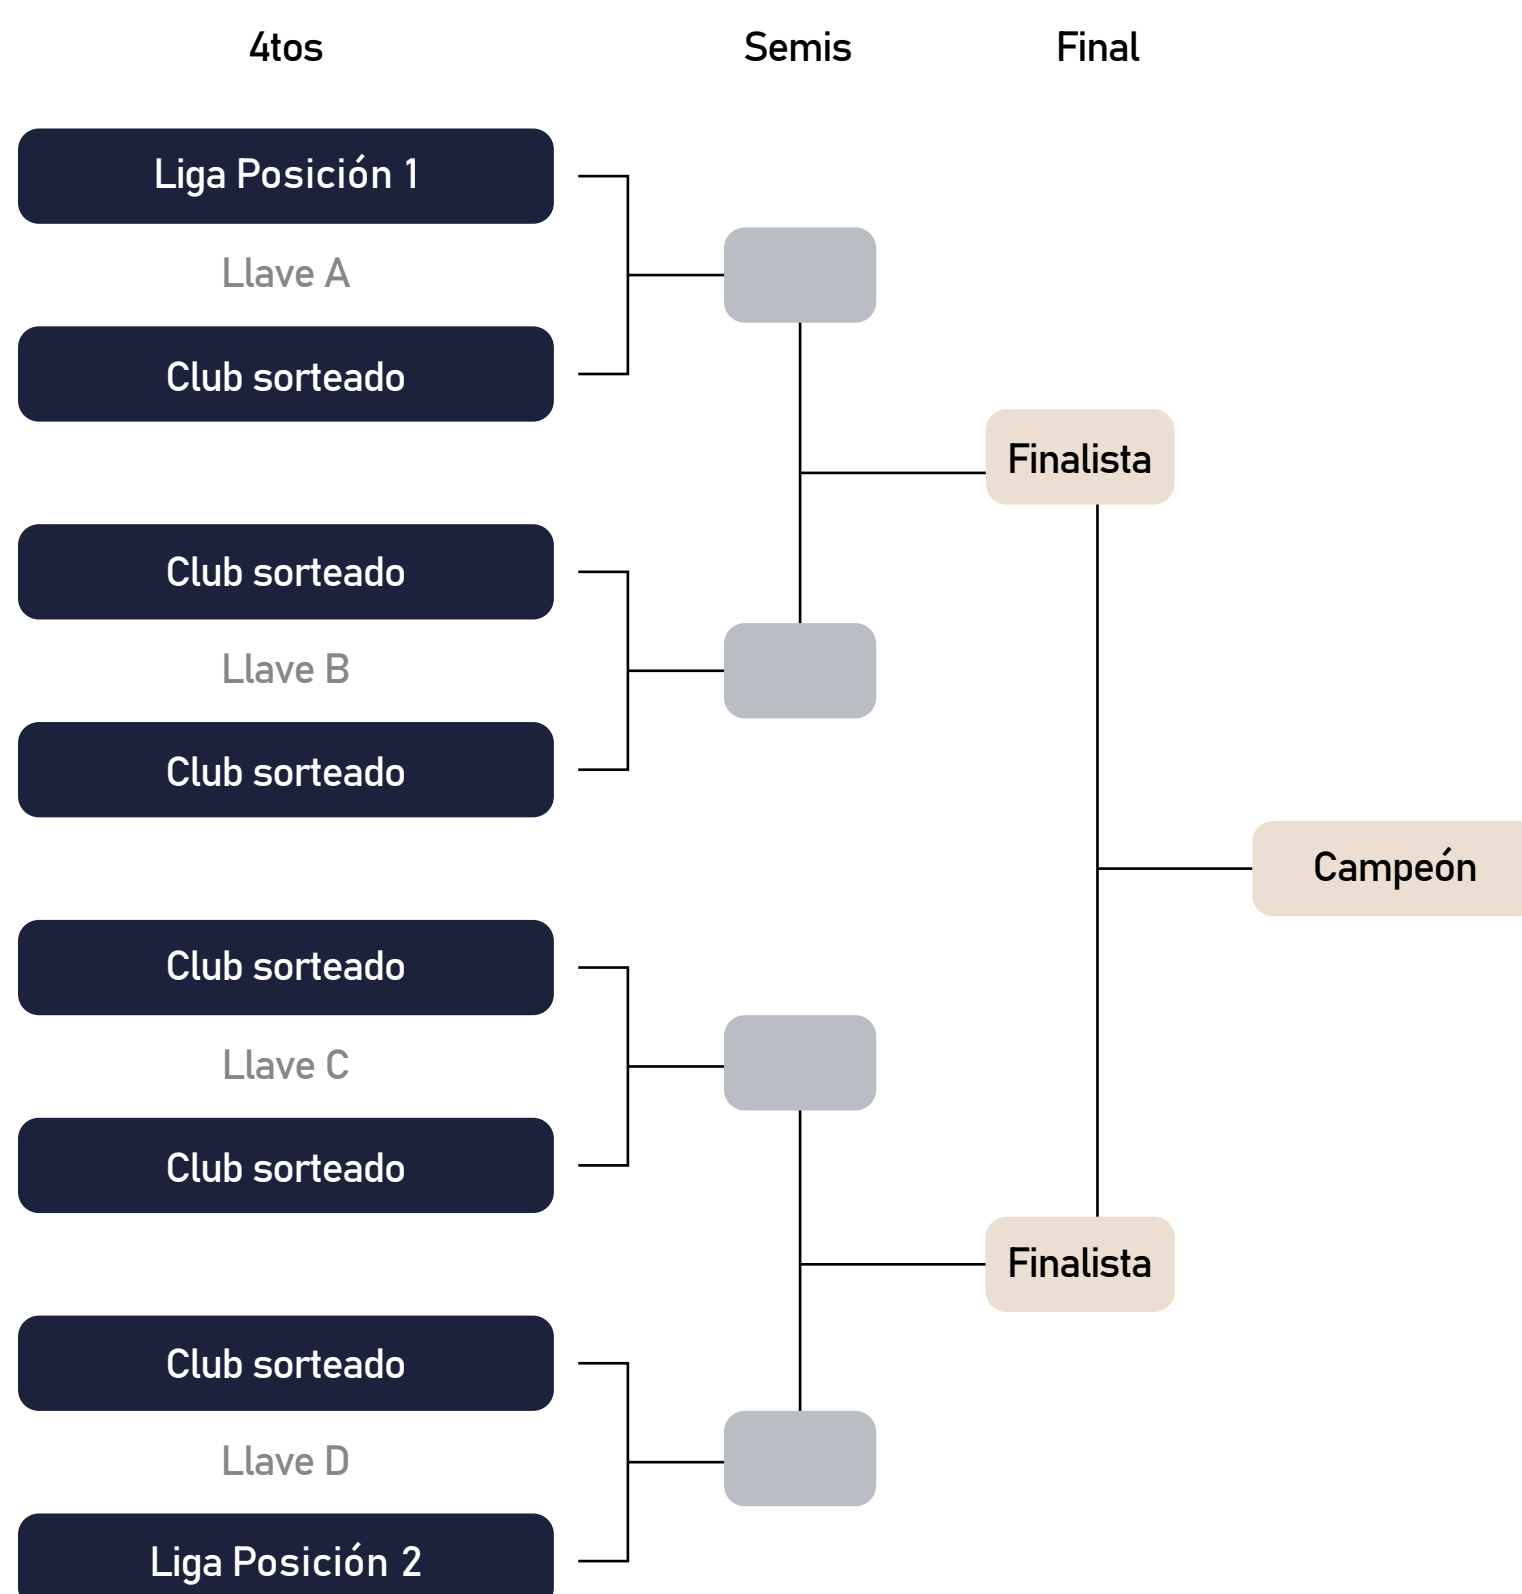 4tos
Semis
Final
Liga Posición 1
Llave A
Club sorteado
Finalista
Club sorteado
Llave B
Club sorteado
Campeón
Club sorteado
Llave C
Club sorteado
Finalista
Club sorteado
Llave D
Liga Posición 2